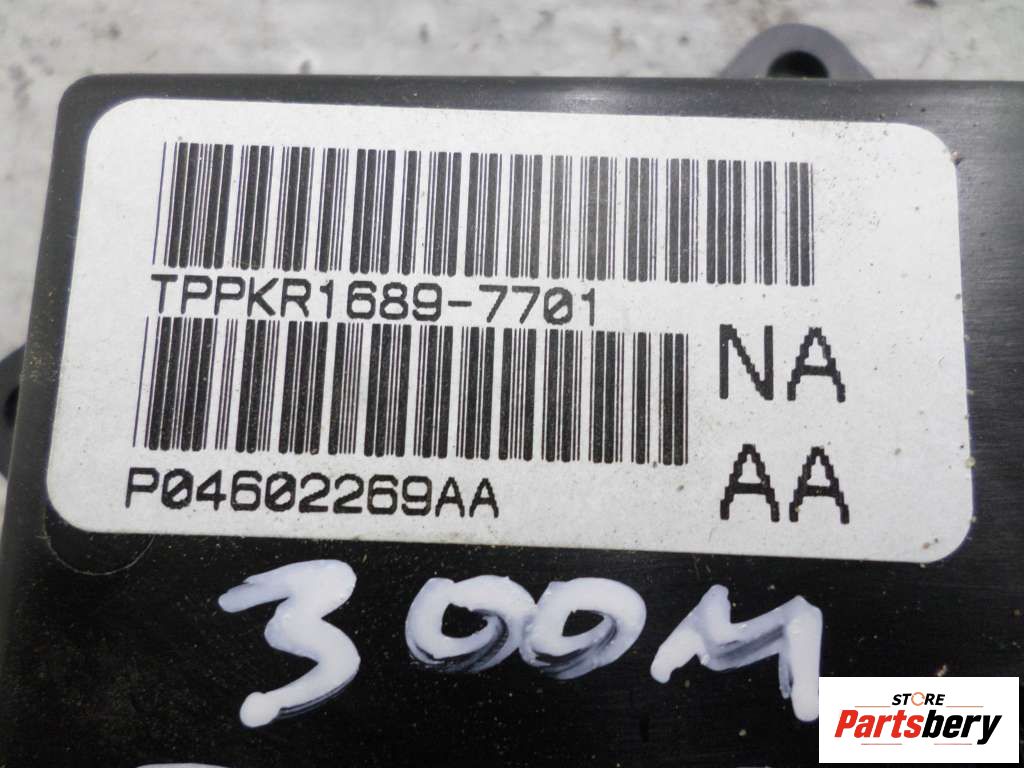 TPPKR1689-7701
NA
P04602269AA
AA
300M
STORE
Partsbery